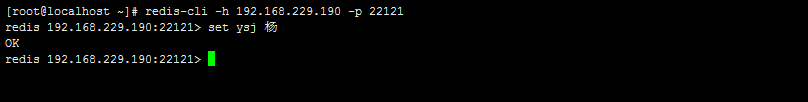 [root@localhost ~]# redis-cli -h 192.168.229.190 -p 22121
redis 192.168.229.190:22121> set ysj 杨
OK
redis 192.168.229.190:22121>